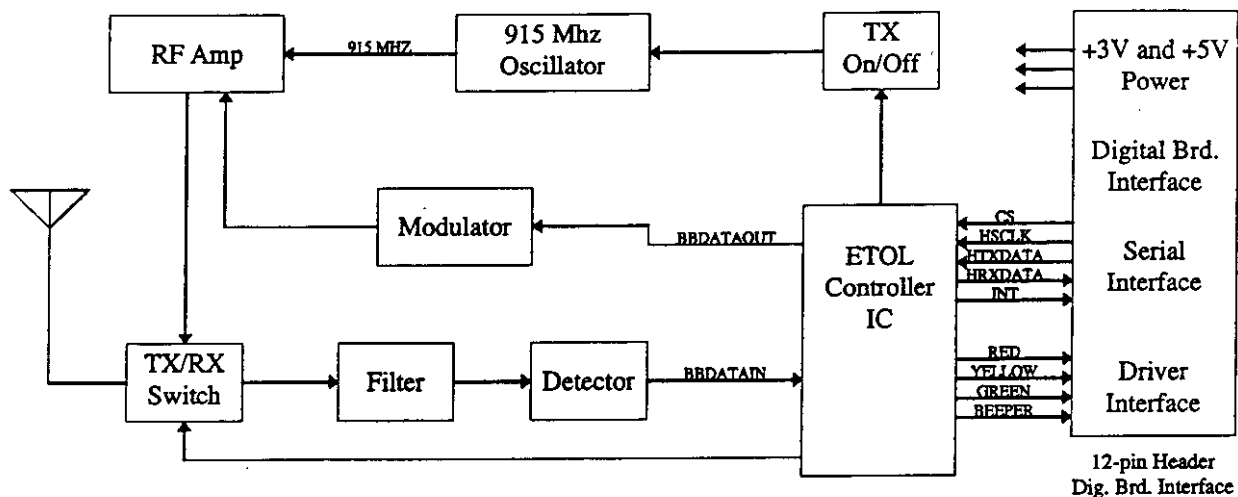 RF Amp
915 MHZ
915 Mhz
Oscillator
TX
On/Off
+3V and +5V
Power
Digital Brd.
Interface
Modulator
BBDATAOUT
ETOL
Controller
IC
CS
HSCLK
HTXDATA
HRXDATA
INT
Serial
Interface
TX/RX
Switch
Filter
Detector
BBDATAIN
RED
YELLOW
GREEN
BEEPER
Driver
Interface
12-pin Header
Dig. Brd. Interface